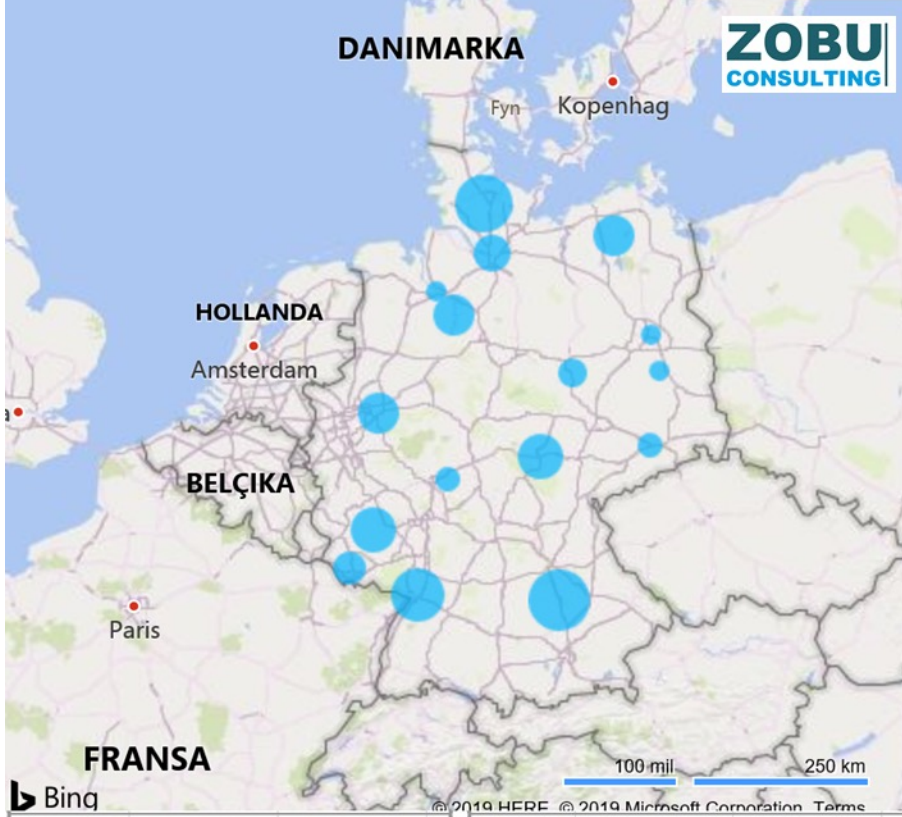 DANIMARKA
ZOBU
CONSULTING
Fyn
Kopenhag
HOLLANDA
Amsterdam
a
BELÇIKA
Paris
FRANSA
100 mil
250 km
Bing
© 2019 HERE, © 2019 Microsoft Corporation Terms